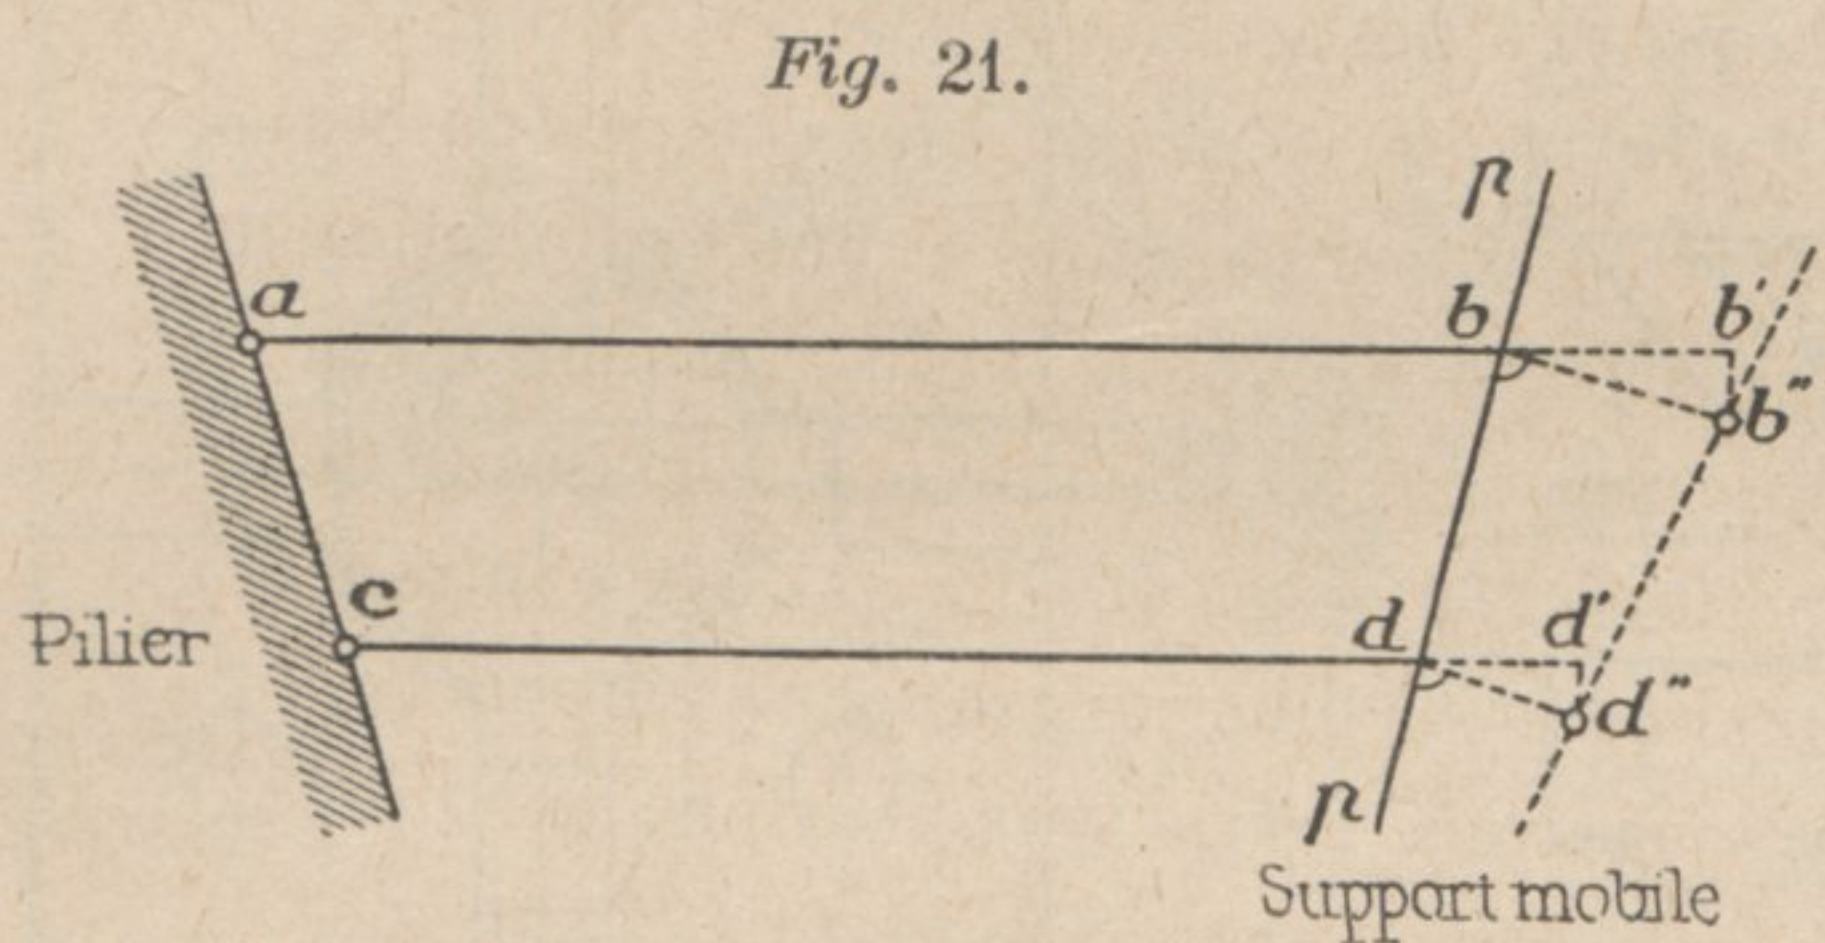 Fig. 21.
p
a
b
b'
b"
c
Pilier
d
d'
d"
p
Support mobile